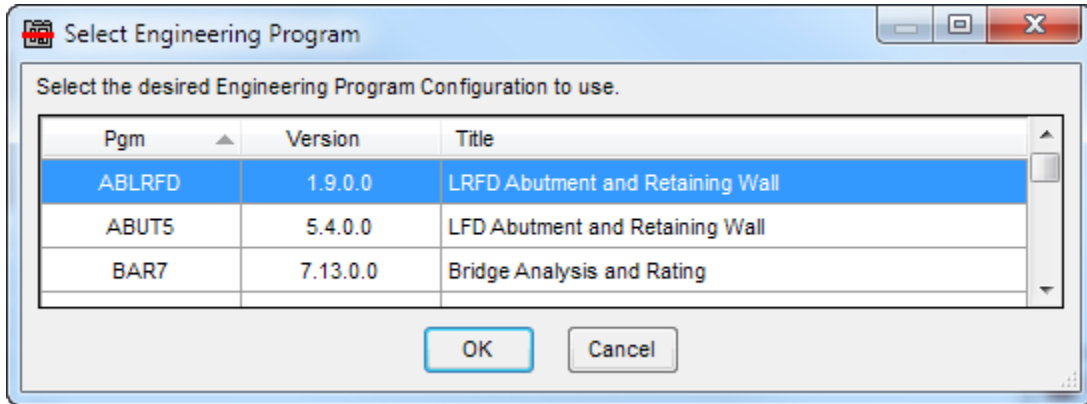 Select Engineering Program
Select the desired Engineering Program Configuration to use.
Pgm Version Title
ABLRFD 1.9.0.0 LRFD Abutment and Retaining Wall
ABUT5 5.4.0.0 LFD Abutment and Retaining Wall
BAR7 7.13.0.0 Bridge Analysis and Rating
OK Cancel